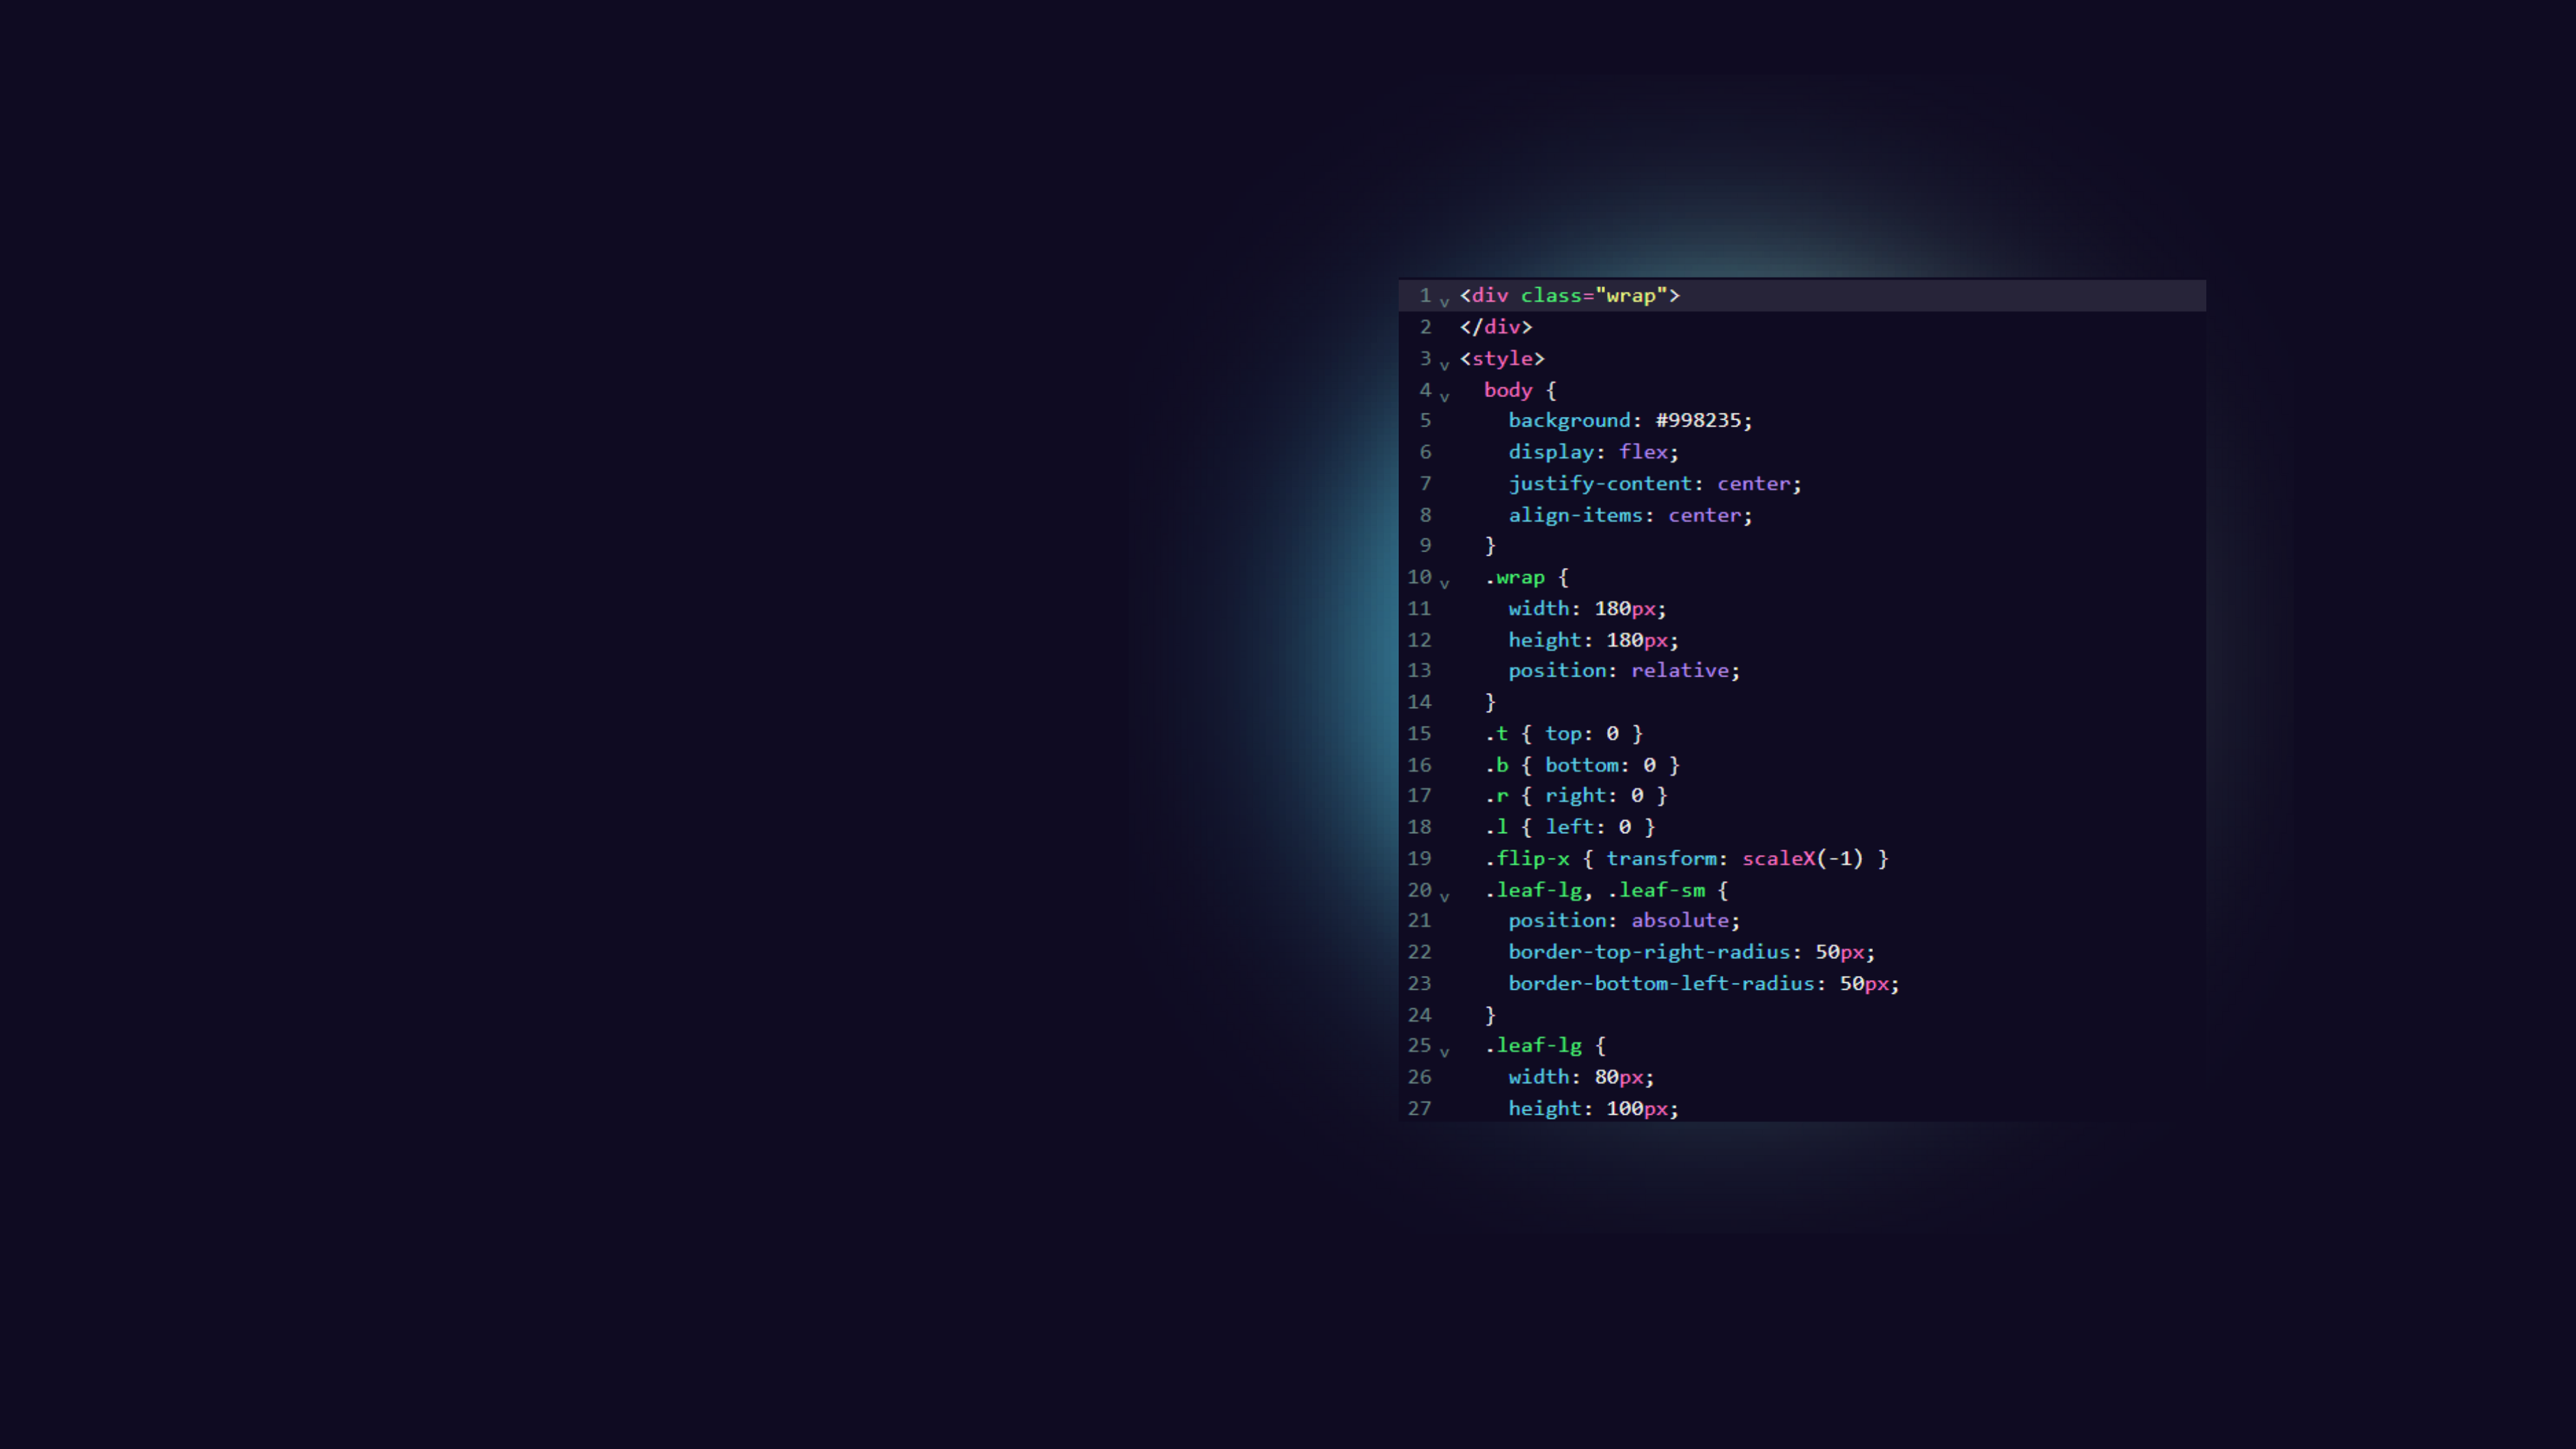 1 v <div class="wrap">
2 </div>
3 v <style>
4 v body {
5 background: #998235;
6 display: flex;
7 justify-content: center;
8 align-items: center;
9 }
10 v .wrap {
11 width: 180px;
12 height: 180px;
13 position: relative;
14 }
15 .t { top: 0 }
16 .b { bottom: 0 }
17 .r { right: 0 }
18 .l { left: 0 }
19 .flip-x { transform: scaleX(-1) }
20 v .leaf-lg, .leaf-sm {
21 position: absolute;
22 border-top-right-radius: 50px;
23 border-bottom-left-radius: 50px;
24 }
25 v .leaf-lg {
26 width: 80px;
27 height: 100px;